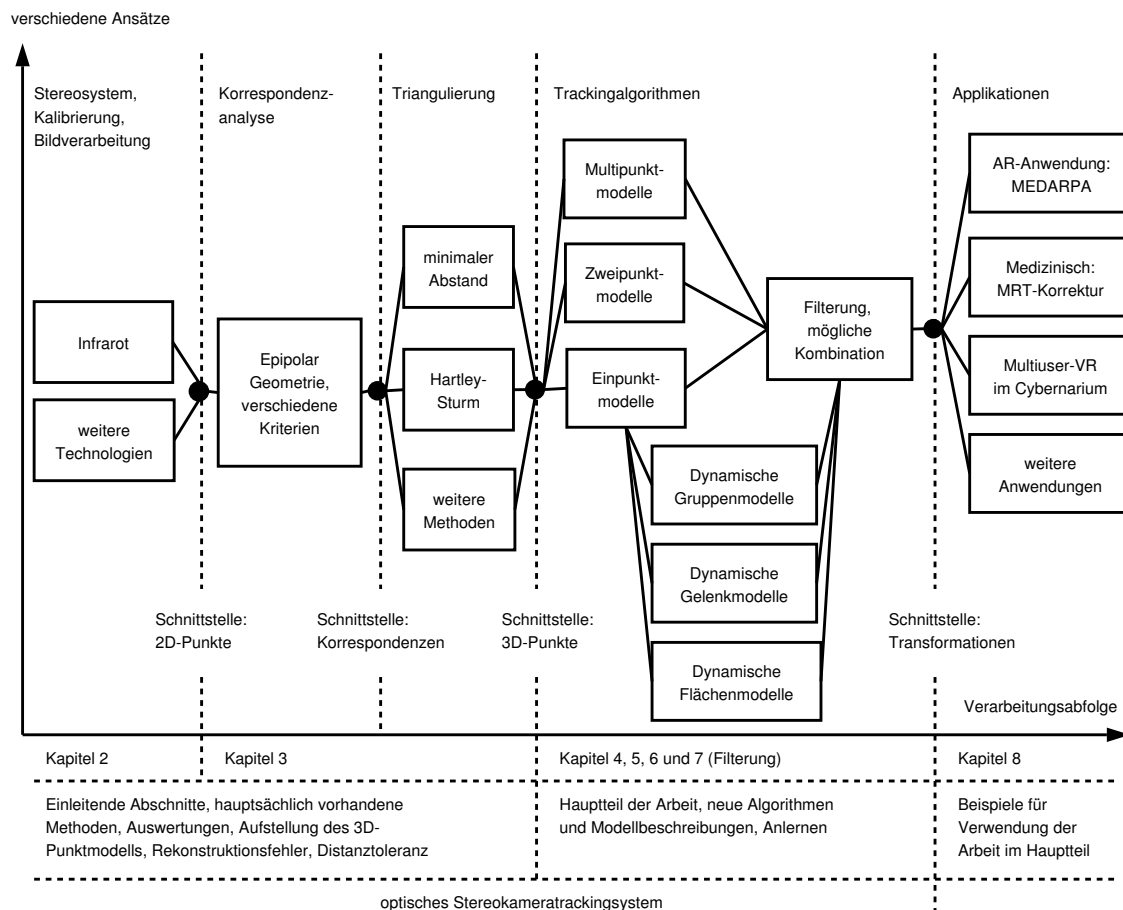 verschiedene Ansätze
Stereosystem,
Kalibrierung,
Bildverarbeitung
Korrespondenz-
analyse
Triangulierung
Trackingalgorithmen
Applikationen
Infrarot
weitere
Technologien
Epipolar
Geometrie,
verschiedene
Kriterien
minimaler
Abstand
Hartley-
Sturm
weitere
Methoden
Multipunkt-
modelle
Zweipunkt-
modelle
Einpunkt-
modelle
Dynamische
Gruppenmodelle
Dynamische
Gelenkmodelle
Dynamische
Flächenmodelle
Filterung,
mögliche
Kombination
AR-Anwendung:
MEDARPA
Medizinisch:
MRT-Korrektur
Multiuser-VR
im Cybernarium
weitere
Anwendungen
Schnittstelle:
2D-Punkte
Schnittstelle:
Korrespondenzen
Schnittstelle:
3D-Punkte
Schnittstelle:
Transformationen
Verarbeitungsabfolge
Kapitel 2
Kapitel 3
Kapitel 4, 5, 6 und 7 (Filterung)
Kapitel 8
Einleitende Abschnitte, hauptsächlich vorhandene
Methoden, Auswertungen, Aufstellung des 3D-
Punktmodells, Rekonstruktionsfehler, Distanztoleranz
Hauptteil der Arbeit, neue Algorithmen
und Modellbeschreibungen, Anlernen
Beispiele für
Verwendung der
Arbeit im Hauptteil
optisches Stereokameratrackingsystem